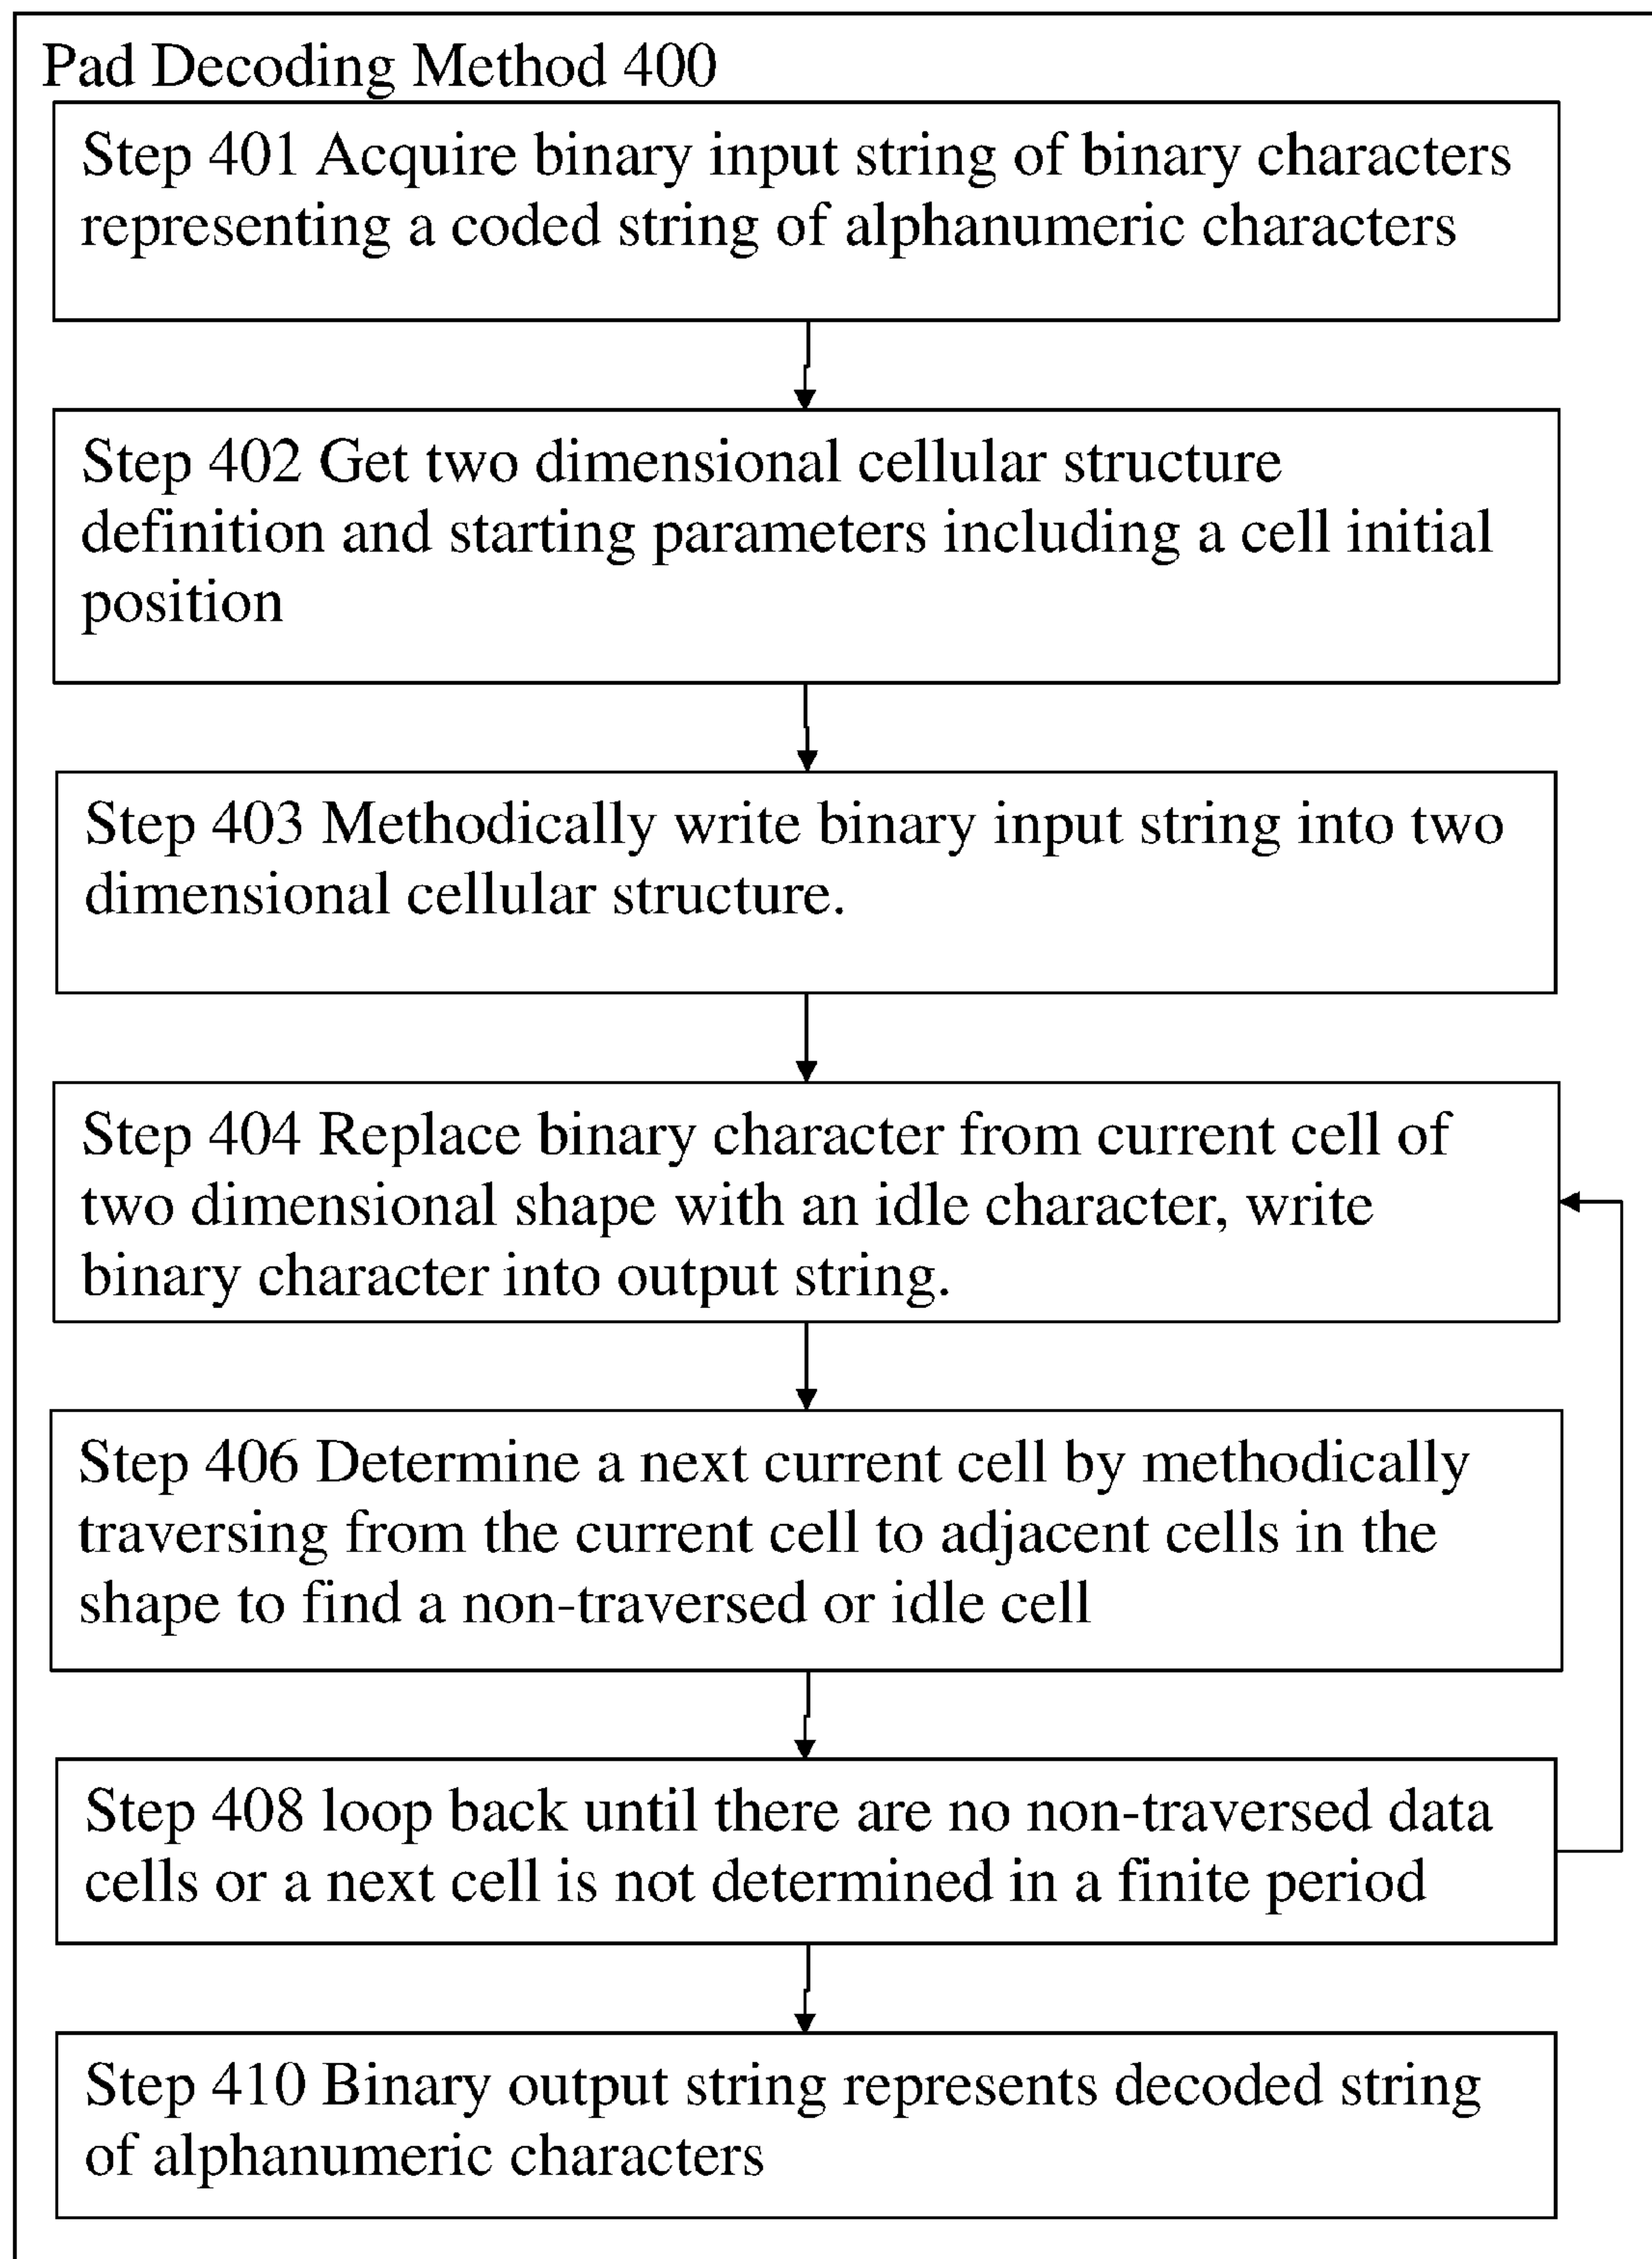 Pad Decoding Method 400
Step 401 Acquire binary input string of binary characters
representing a coded string of alphanumeric characters
Step 402 Get two dimensional cellular structure
definition and starting parameters including a cell initial
position
Step 403 Methodically write binary input string into two
dimensional cellular structure.
Step 404 Replace binary character from current cell of
two dimensional shape with an idle character, write
binary character into output string.
Step 406 Determine a next current cell by methodically
traversing from the current cell to adjacent cells in the
shape to find a non-traversed or idle cell
Step 408 loop back until there are no non-traversed data
cells or a next cell is not determined in a finite period
Step 410 Binary output string represents decoded string
of alphanumeric characters